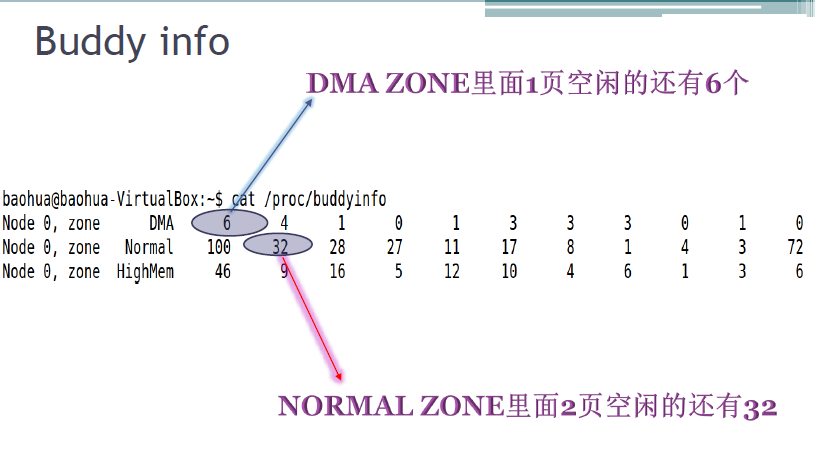 Buddy info
DMA ZONE里面1页空闲的还有6个
baohua@baohua-VirtualBox:~$ cat /proc/buddyinfo
Node 0, zone DMA 6 4 1 0 1 3 3 3 0 1 0
Node 0, zone Normal 100 32 28 27 11 17 8 1 4 3 72
Node 0, zone HighMem 46 9 16 5 12 10 4 6 1 3 6
NORMAL ZONE里面2页空闲的还有32